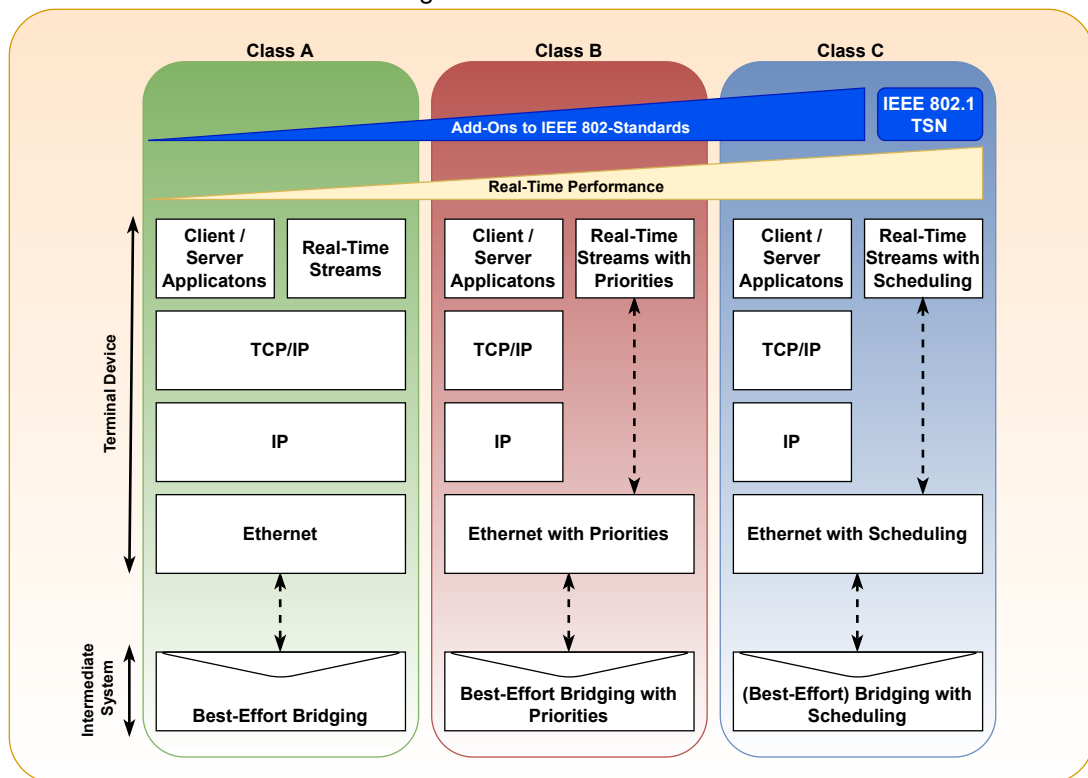 Class A
Class B
Class C
Add-Ons to IEEE 802-Standards
IEEE 802.1
TSN
Real-Time Performance
Terminal Device
Client /
Server
Applicatons
Real-Time
Streams
Client /
Server
Applicatons
Real-Time
Streams with
Priorities
Client /
Server
Applicatons
Real-Time
Streams with
Scheduling
TCP/IP
TCP/IP
TCP/IP
IP
IP
IP
Ethernet
Ethernet with Priorities
Ethernet with Scheduling
Intermediate
System
Best-Effort Bridging
Best-Effort Bridging with
Priorities
(Best-Effort) Bridging with
Scheduling